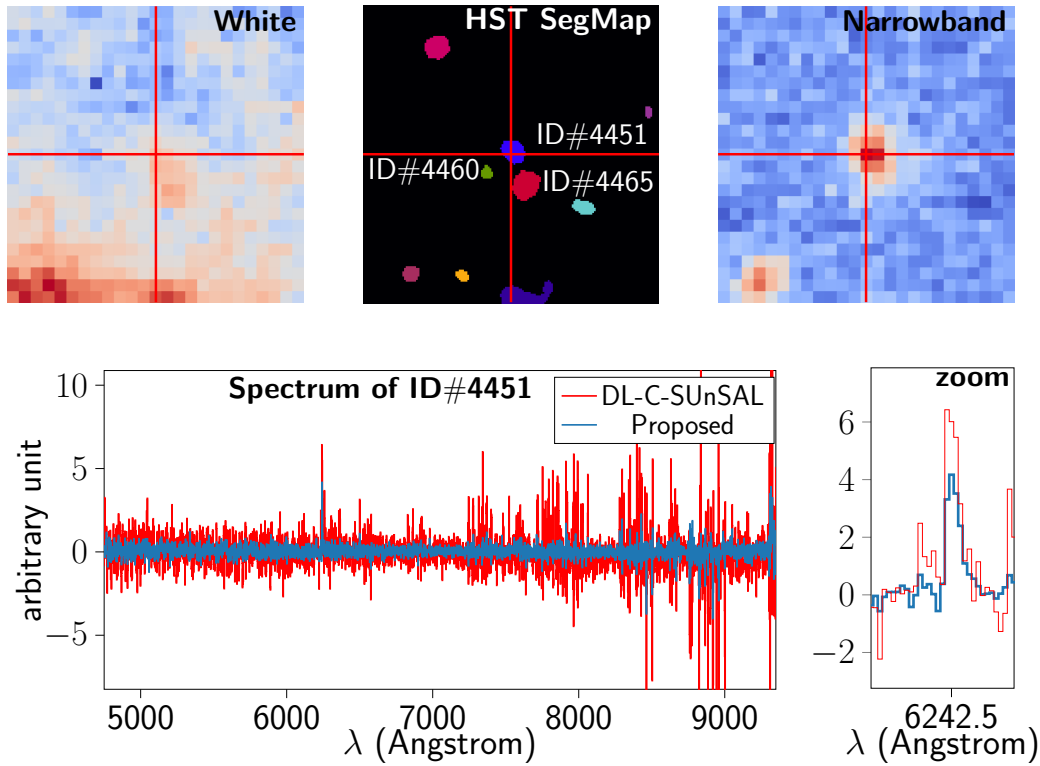 White
HST SegMap
Narrowband
ID#4451
ID#4460
ID#4465
Spectrum of ID#4451
DL-C-SUnSAL
Proposed
10
5
0
−5
arbitrary unit
5000 6000 7000 8000 9000
λ (Angstrom)
zoom
6
4
2
0
−2
6242.5
λ (Angstrom)